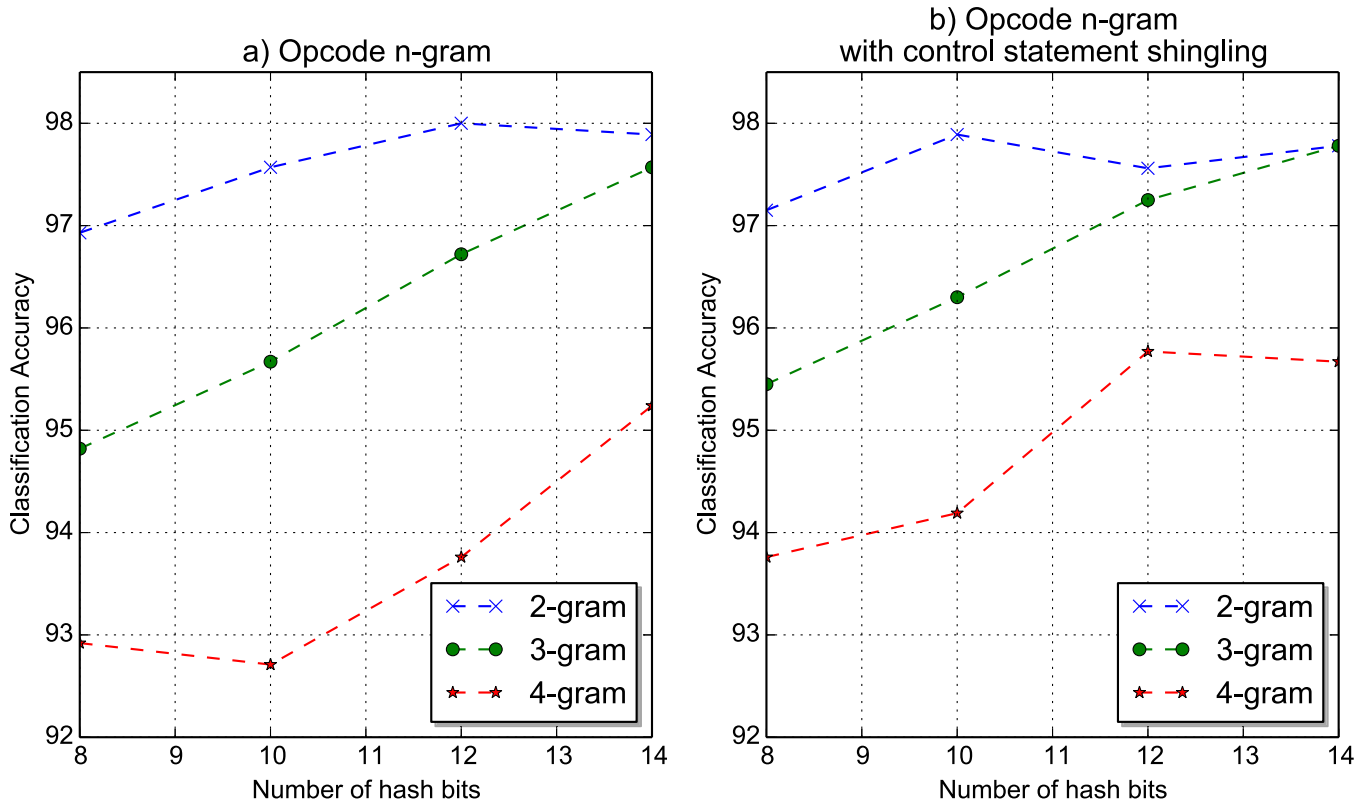 a) Opcode n-gram
98
97
96
95
94
93
92
Classification Accuracy
8 9 10 11 12 13 14
Number of hash bits
2-gram
3-gram
4-gram
b) Opcode n-gram
with control statement shingling
98
97
96
95
94
93
92
Classification Accuracy
8 9 10 11 12 13 14
Number of hash bits
2-gram
3-gram
4-gram